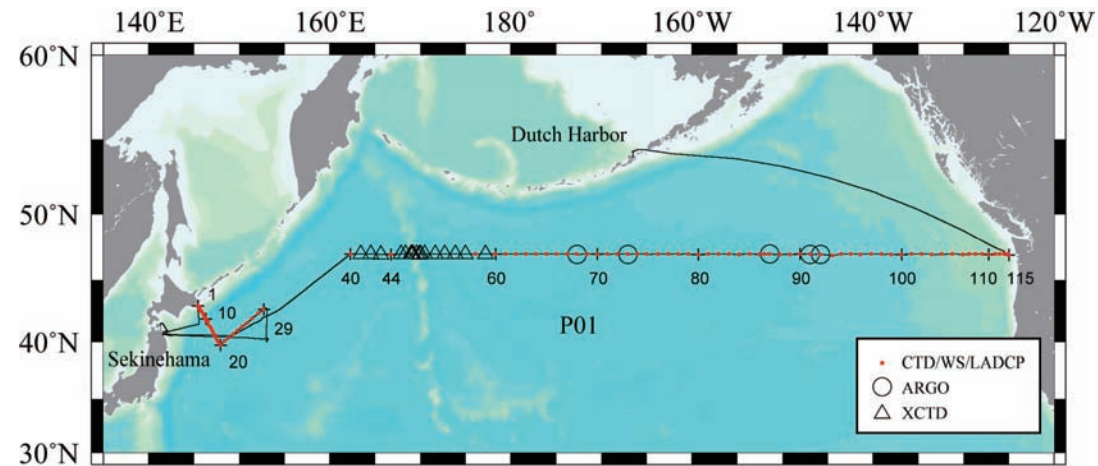 140˚E 160˚E 180˚ 160˚W 140˚W 120˚W
60˚N
Dutch Harbor
50˚N
40 44 60 70 80 90 100 110 115
1
10
29
P01
40˚N
Sekinehama
20
CTD/WS/LADCP
ARGO
XCTD
30˚N